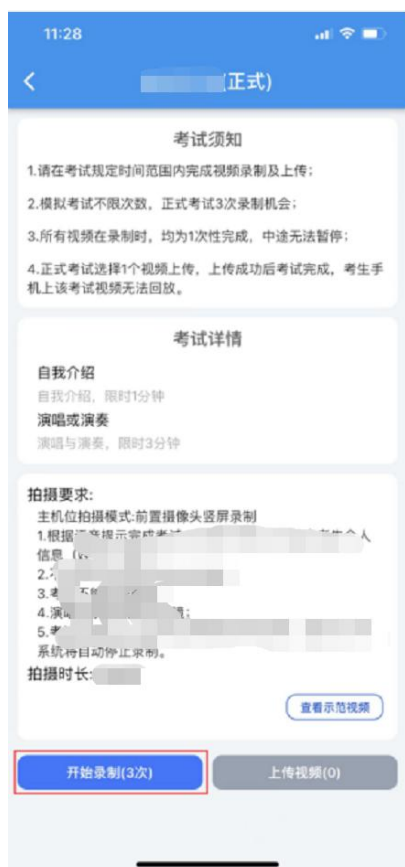 11:28
(正式)
考试须知
1.请在考试规定时间范围内完成视频录制及上传;
2.模拟考试不限次数，正式考试3次录制机会;
3.所有视频在录制时，均为1次性完成，中途无法暂停;
4.正式考试选择1个视频上传，上传成功后考试完成，考生手
机上该考试视频无法回放。
考试详情
自我介绍
自我介绍，限时1分钟
演唱或演奏
演唱与演奏，限时3分钟
拍摄要求:
主机位拍摄模式:前置摄像头竖屏录制
1.根据语音提示完成考
信息
2.
3.考
4.演
5.考
系统将自动停止录制。
拍摄时长:
查看示范视频
开始录制(3次)
上传视频(0)